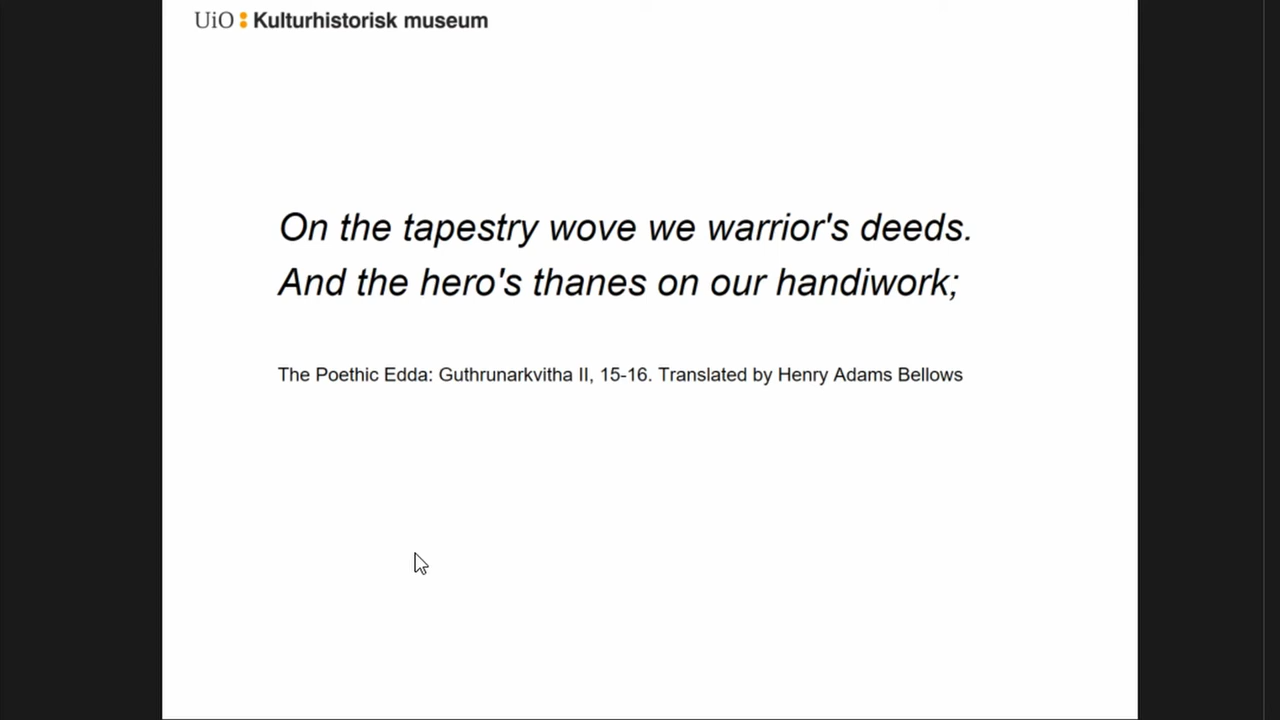 UiO : Kulturhistorisk museum
On the tapestry wove we warrior's deeds.
And the hero's thanes on our handiwork;
The Poethic Edda: Guthrunarkvitha II, 15-16. Translated by Henry Adams Bellows